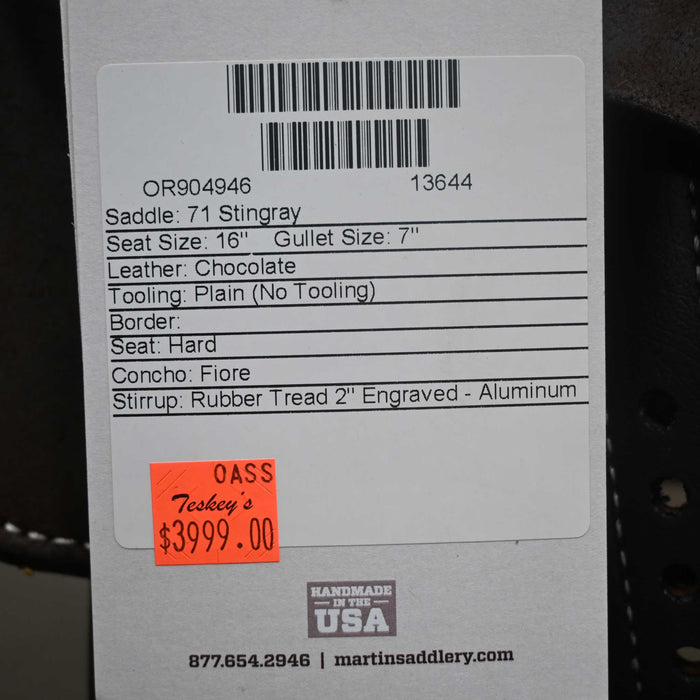 OR904946 13644
Saddle: 71 Stingray
Seat Size: 16" Gullet Size: 7"
Leather: Chocolate
Tooling: Plain (No Tooling)
Border:
Seat: Hard
Concho: Fiore
Stirrup: Rubber Tread 2" Engraved - Aluminum
OASS
Teskey's
$3999.00
HANDMADE
IN THE
USA
877.654.2946 | martinsaddlery.com